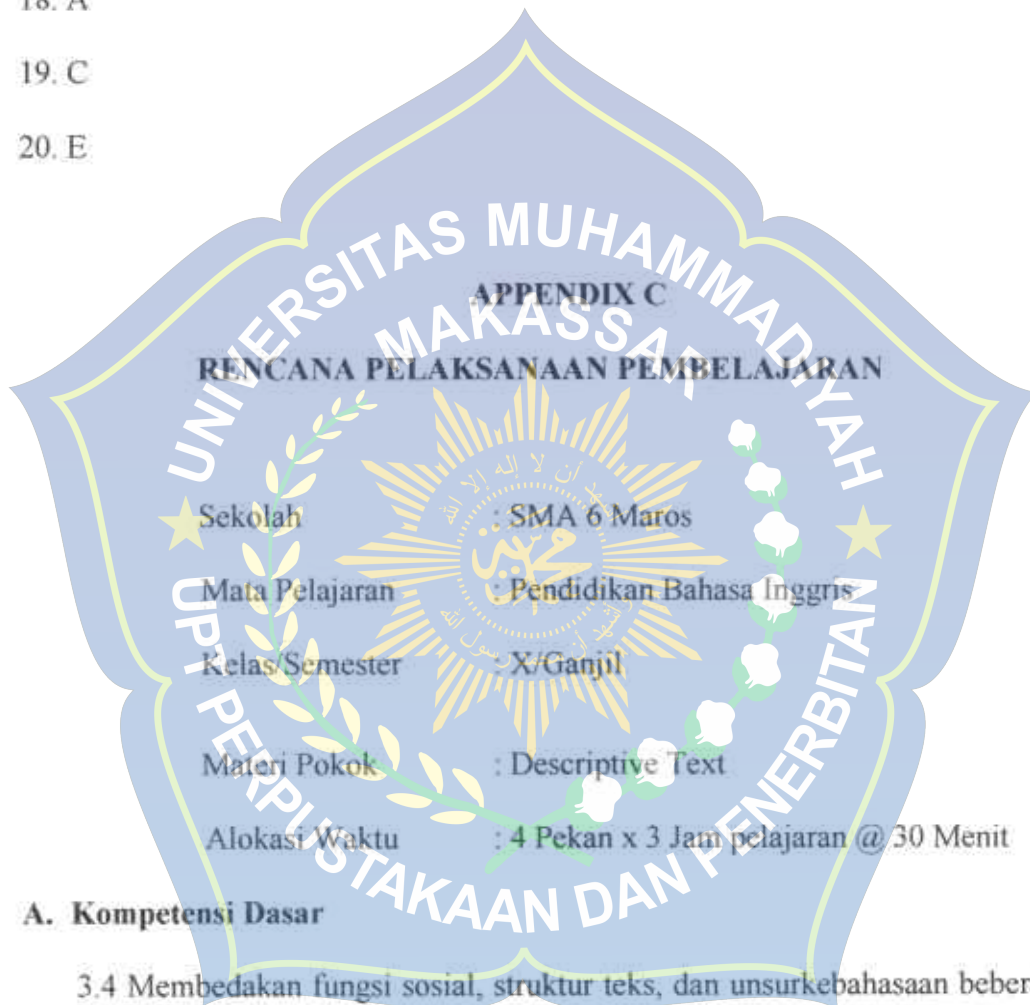 18. A
19. C
20. E
UNIVERSITAS MUHAMMADIYAH
MAKASSAR
APPENDIX C
RENCANA PELAKSANAAN PEMBELAJARAN
Sekolah : SMA 6 Maros
Mata Pelajaran : Pendidikan Bahasa Inggris
Kelas/Semester : X/Ganjil
Materi Pokok : Descriptive Text
Alokasi Waktu : 4 Pekan x 3 Jam pelajaran @ 30 Menit
UPT PERPUSTAKAAN DAN PENERBITAN
A. Kompetensi Dasar
3.4 Membedakan fungsi sosial, struktur teks, dan unsurkebahasaan beber